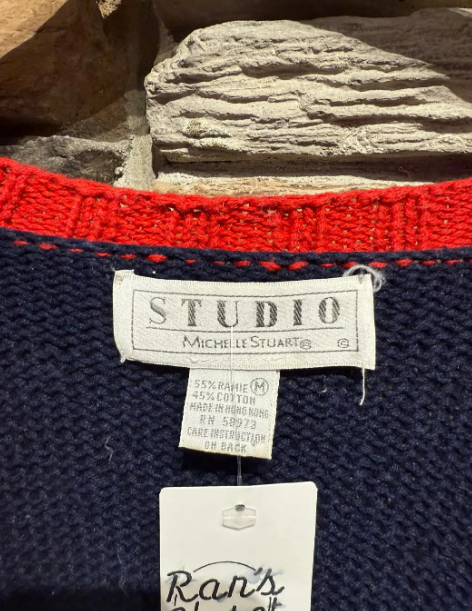 STUDIO
MICHELLE STUART® ©
55% RAMIE M
45% COTTON
MADE IN HONG KONG
RN 58973
CARE INSTRUCTION
ON BACK
Ran's